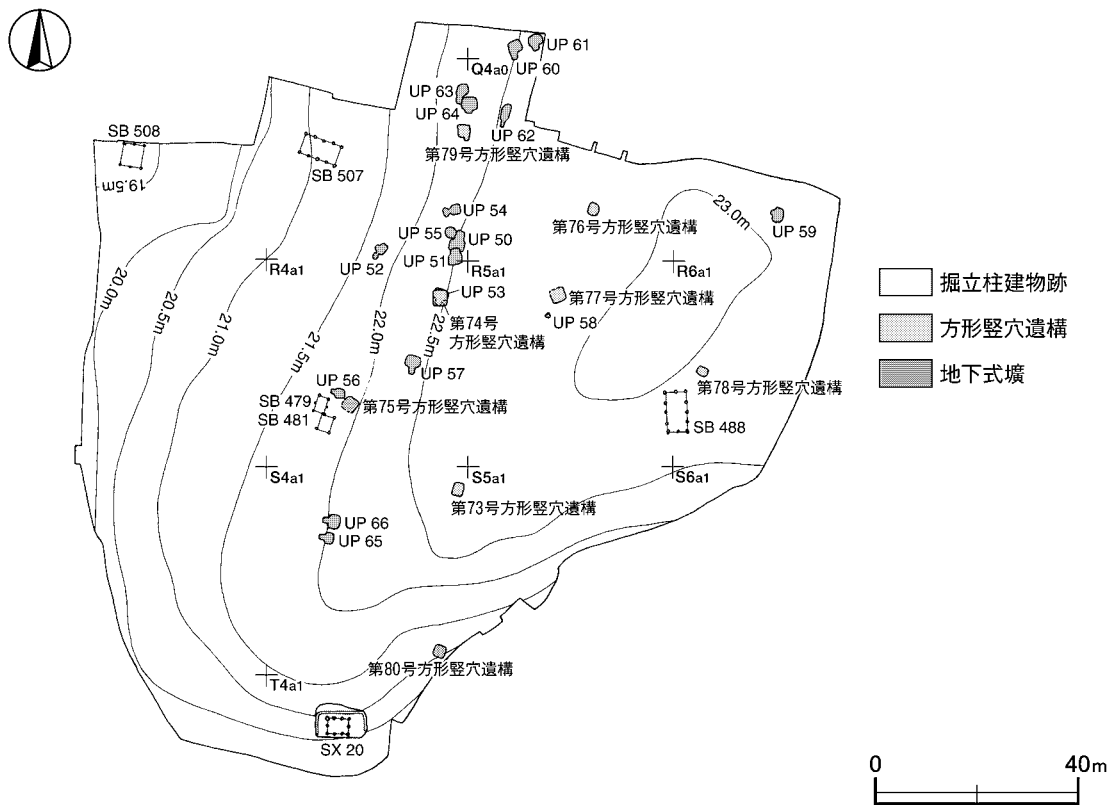 UP 61
UP 60
Q4a0
UP 63
UP 64
UP 62
第79号方形竪穴遺構
SB 508
SB 507
19.5m
UP 54
UP 55
UP 50
UP 52
UP 51
R4a1
R5a1
R6a1
第76号方形竪穴遺構
23.0m
UP 59
20.0m
20.5m
21.0m
21.5m
22.0m
22.5m
UP 53
第74号
方形竪穴遺構
第77号方形竪穴遺構
UP 58
UP 57
第78号方形竪穴遺構
UP 56
SB 479
SB 481
第75号方形竪穴遺構
SB 488
S4a1
S5a1
S6a1
第73号方形竪穴遺構
UP 66
UP 65
第80号方形竪穴遺構
T4a1
SX 20
掘立柱建物跡
方形竪穴遺構
地下式壙
0
40m